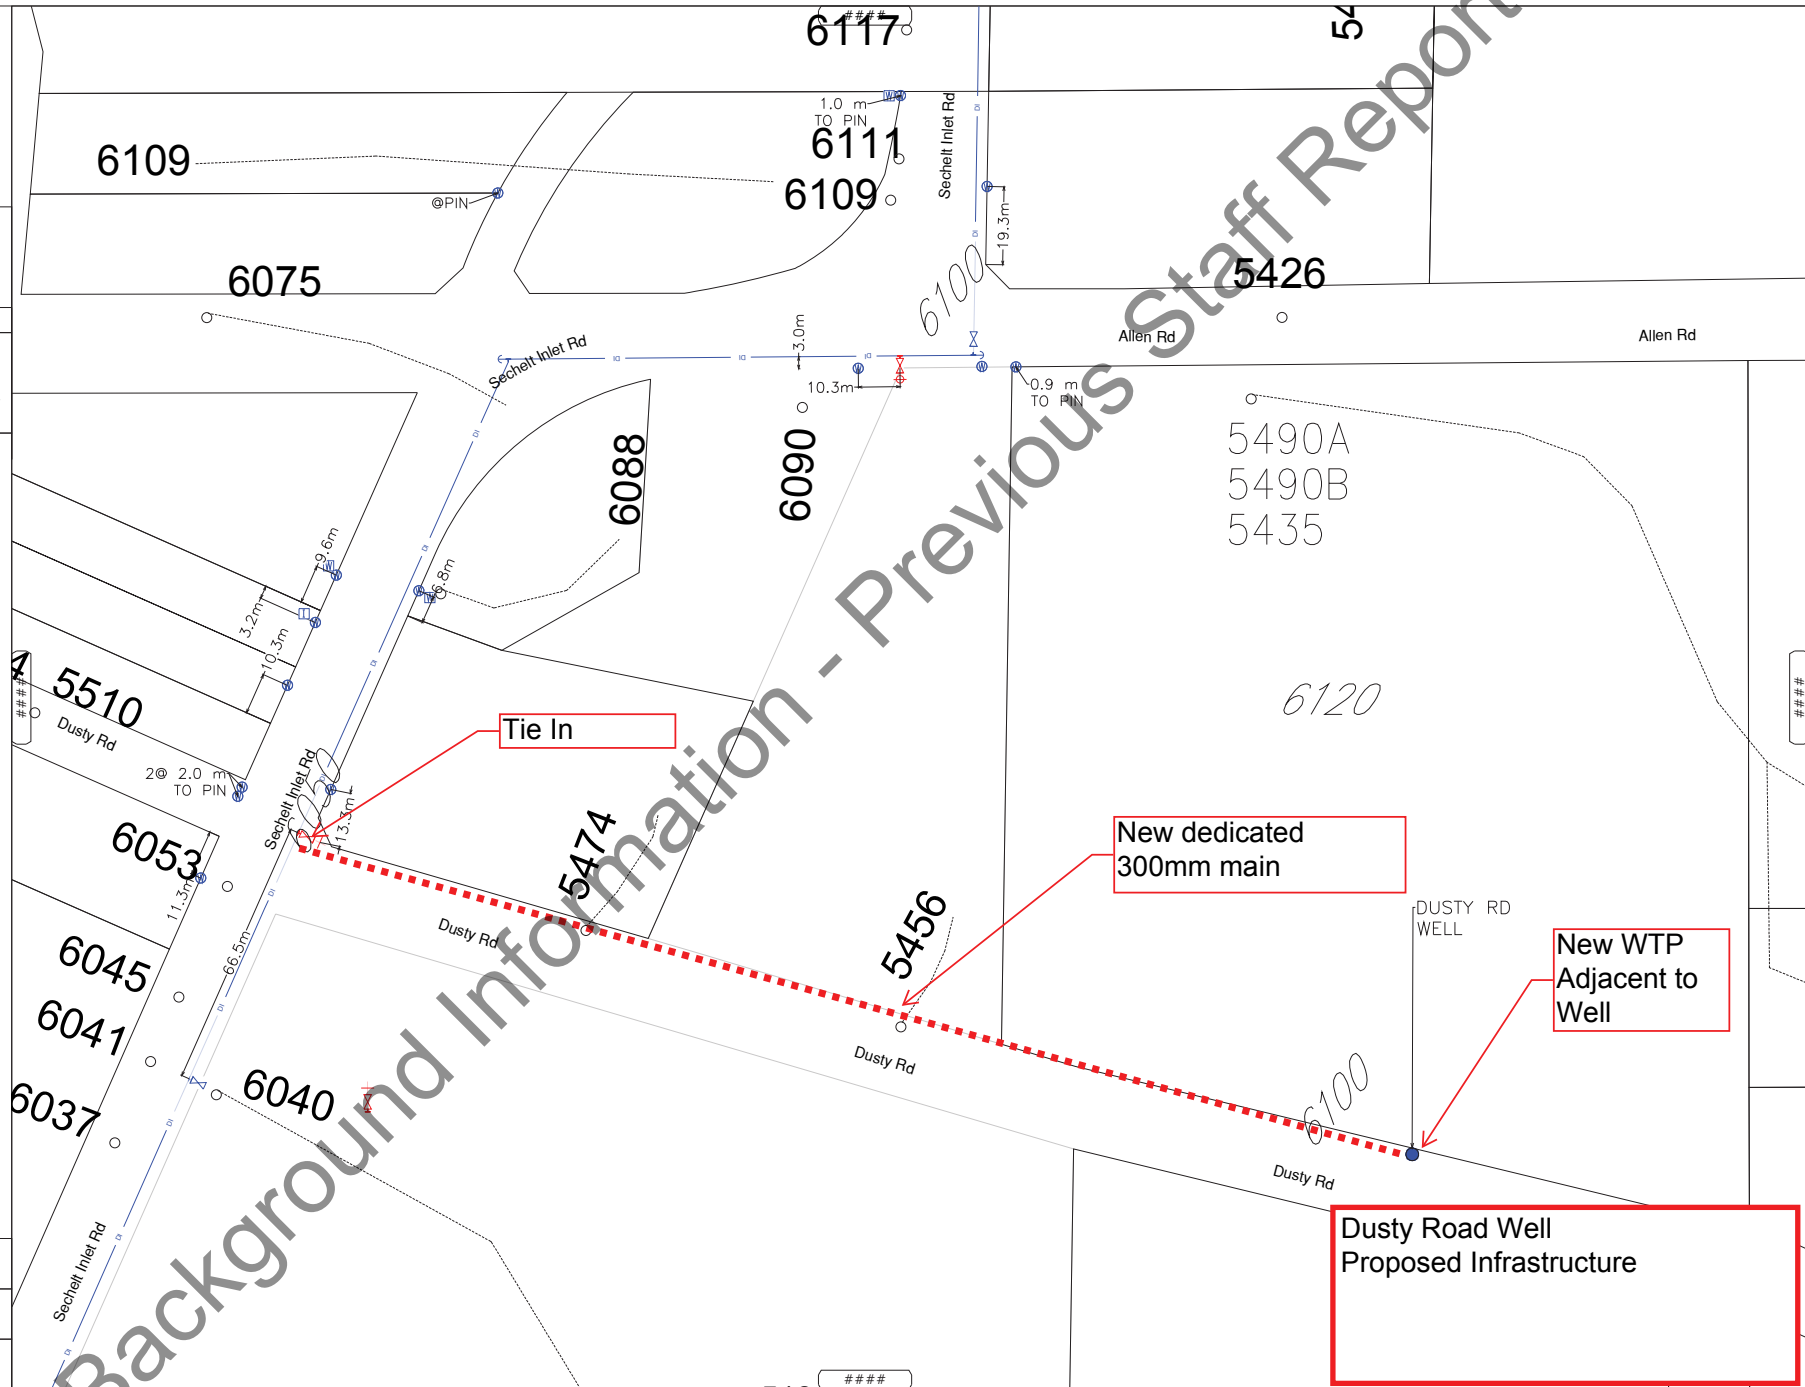 ####
6117
54
1.0 m
TO PIN
6111
6109
6109
Sechelt Inlet Rd
@PIN
19.3m
6075
6100
5426
Allen Rd
Allen Rd
Sechelt Inlet Rd
3.0m
10.3m
0.9 m
TO PIN
6088
6090
5490A
5490B
5435
9.6m
3.2m
10.3m
6.8m
4
####
5510
Dusty Rd
6120
####
Tie In
2@ 2.0 m
TO PIN
Sechelt Inlet Rd
13.3m
6053
11.3m
5474
New dedicated
300mm main
Dusty Rd
66.5m
5456
DUSTY RD
WELL
New WTP
Adjacent to
Well
6045
6041
6037
6040
Dusty Rd
6100
Dusty Rd
Sechelt Inlet Rd
Dusty Road Well
Proposed Infrastructure
####
Background Information - Previous Staff Report